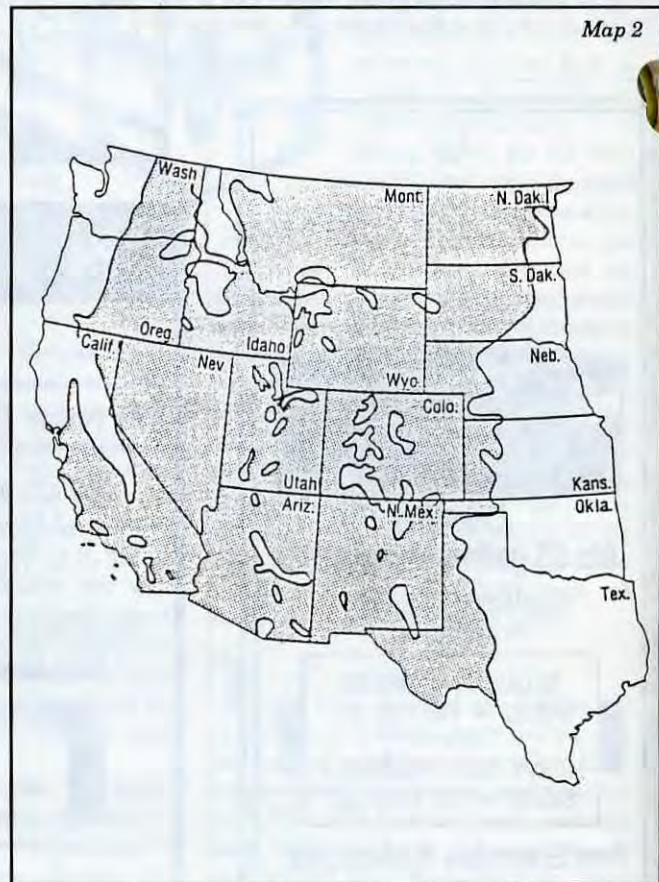 Map 2
Wash
Mont.
N. Dak.
S. Dak.
Oreg.
Idaho
Calif.
Nev.
Wyo.
Neb.
Colo.
Utah
Kans.
Ariz.
N. Mex.
Okla.
Tex.